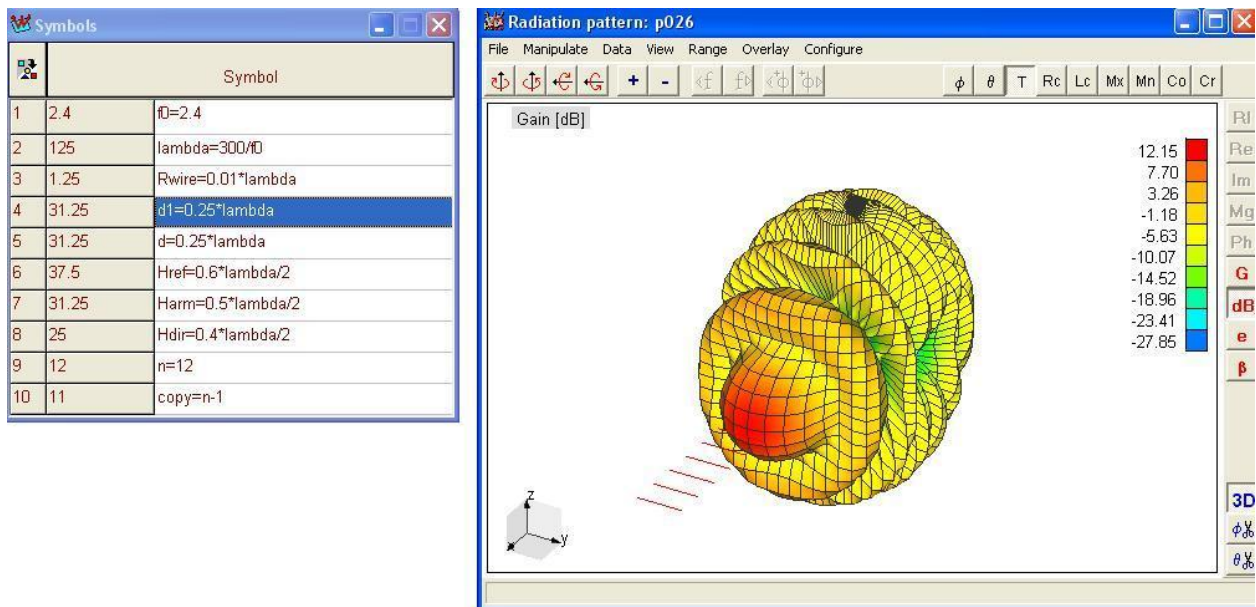 Symbols
Symbol
1 2.4 f0=2.4
2 125 lambda=300/f0
3 1.25 Rwire=0.01*lambda
4 31.25 d1=0.25*lambda
5 31.25 d=0.25*lambda
6 37.5 Href=0.6*lambda/2
7 31.25 Harm=0.5*lambda/2
8 25 Hdir=0.4*lambda/2
9 12 n=12
10 11 copy=n-1
Radiation pattern: p026
File Manipulate Data View Range Overlay Configure
+ - f f φ φ φ θ T Rc Lc Mx Mn Co Cr
Gain [dB]
12.15
7.70
3.26
-1.18
-5.63
-10.07
-14.52
-18.96
-23.41
-27.85
z
y
x
RI
Re
Im
Mg
Ph
G
dB
e
β
3D
φ
θ